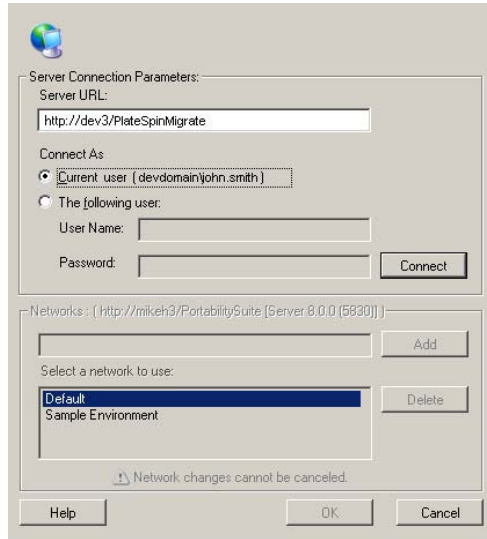 Server Connection Parameters:
Server URL:
http://dev3/PlateSpinMigrate
Connect As
Current user ( devdomain\john.smith )
The following user:
User Name:
Password:
Connect
Networks : ( http://mikeh3/PortabilitySuite [Server 8.0.0 (5830)] )
Add
Select a network to use:
Default
Sample Environment
Delete
Network changes cannot be canceled.
Help
OK
Cancel